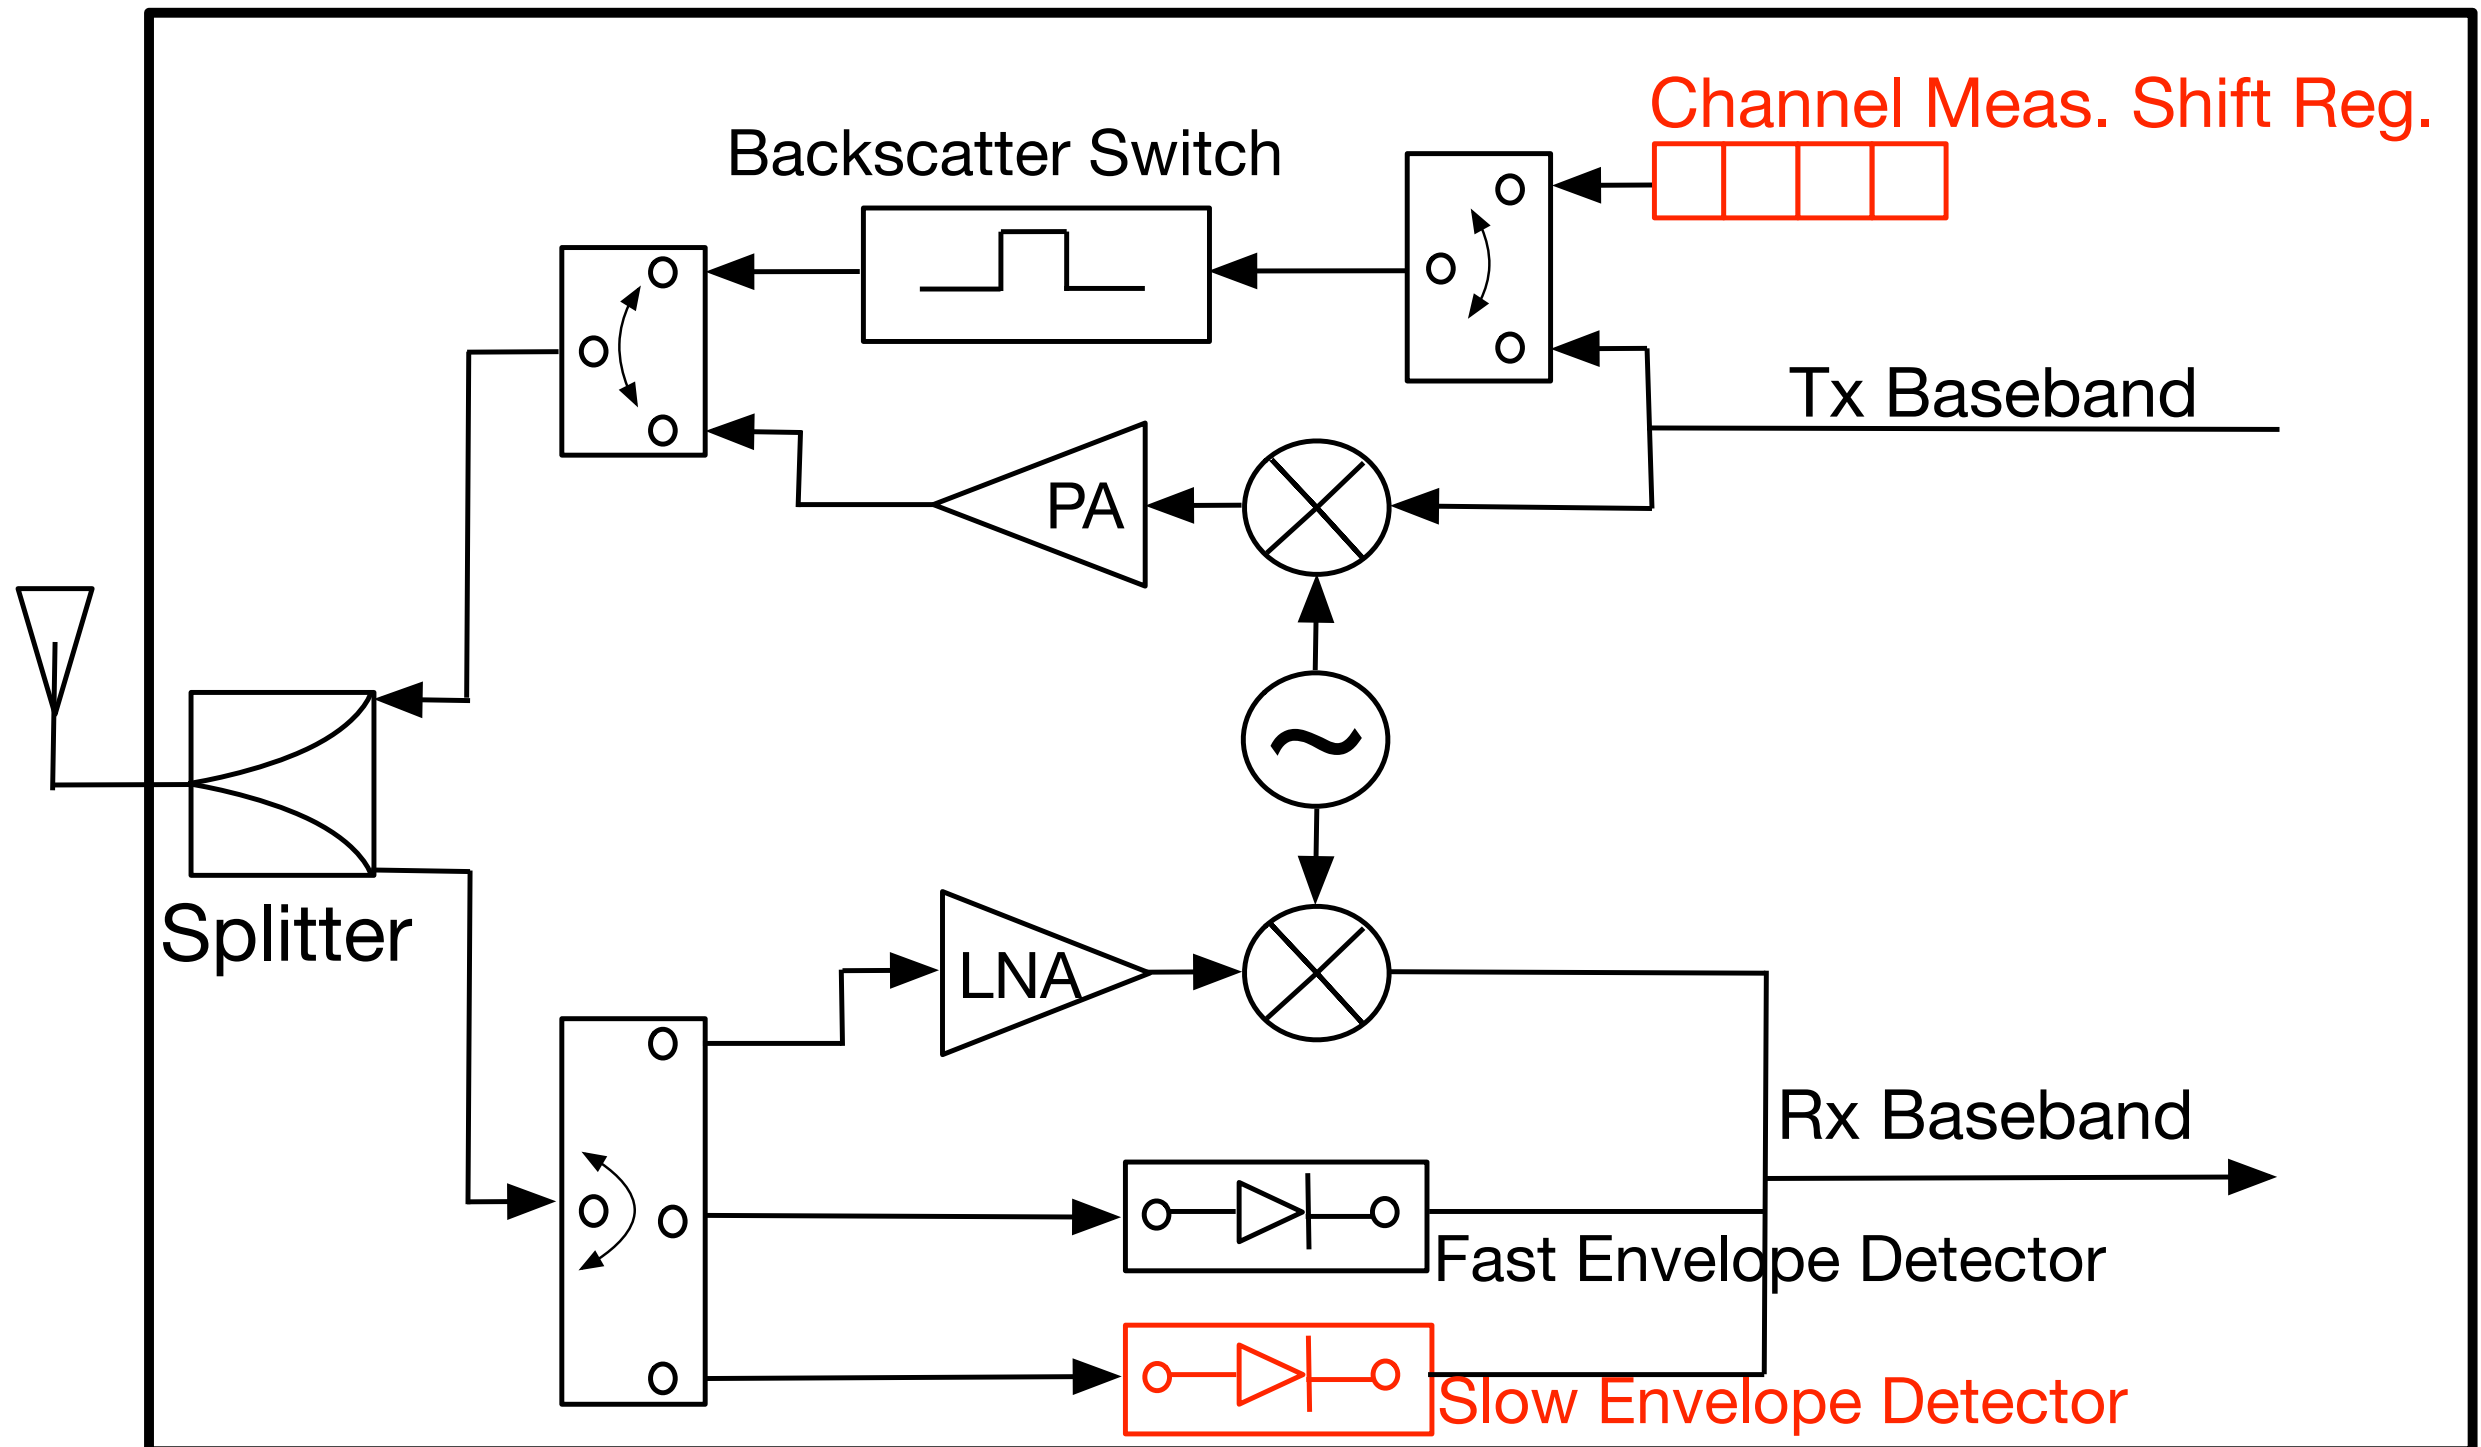 Channel Meas. Shift Reg.
Backscatter Switch
Tx Baseband
PA
Splitter
LNA
Rx Baseband
Fast Envelope Detector
Slow Envelope Detector